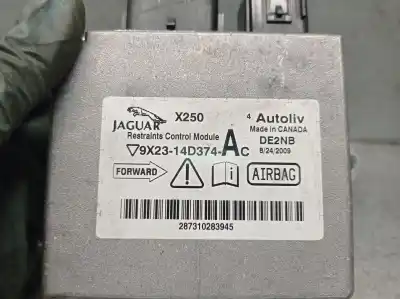 JAGUAR X250 4 Autoliv
Restraints Control Module Made in CANADA
DE2NB
9X23-14D374-AC 8/24/2009
FORWARD AIRBAG
287310283945